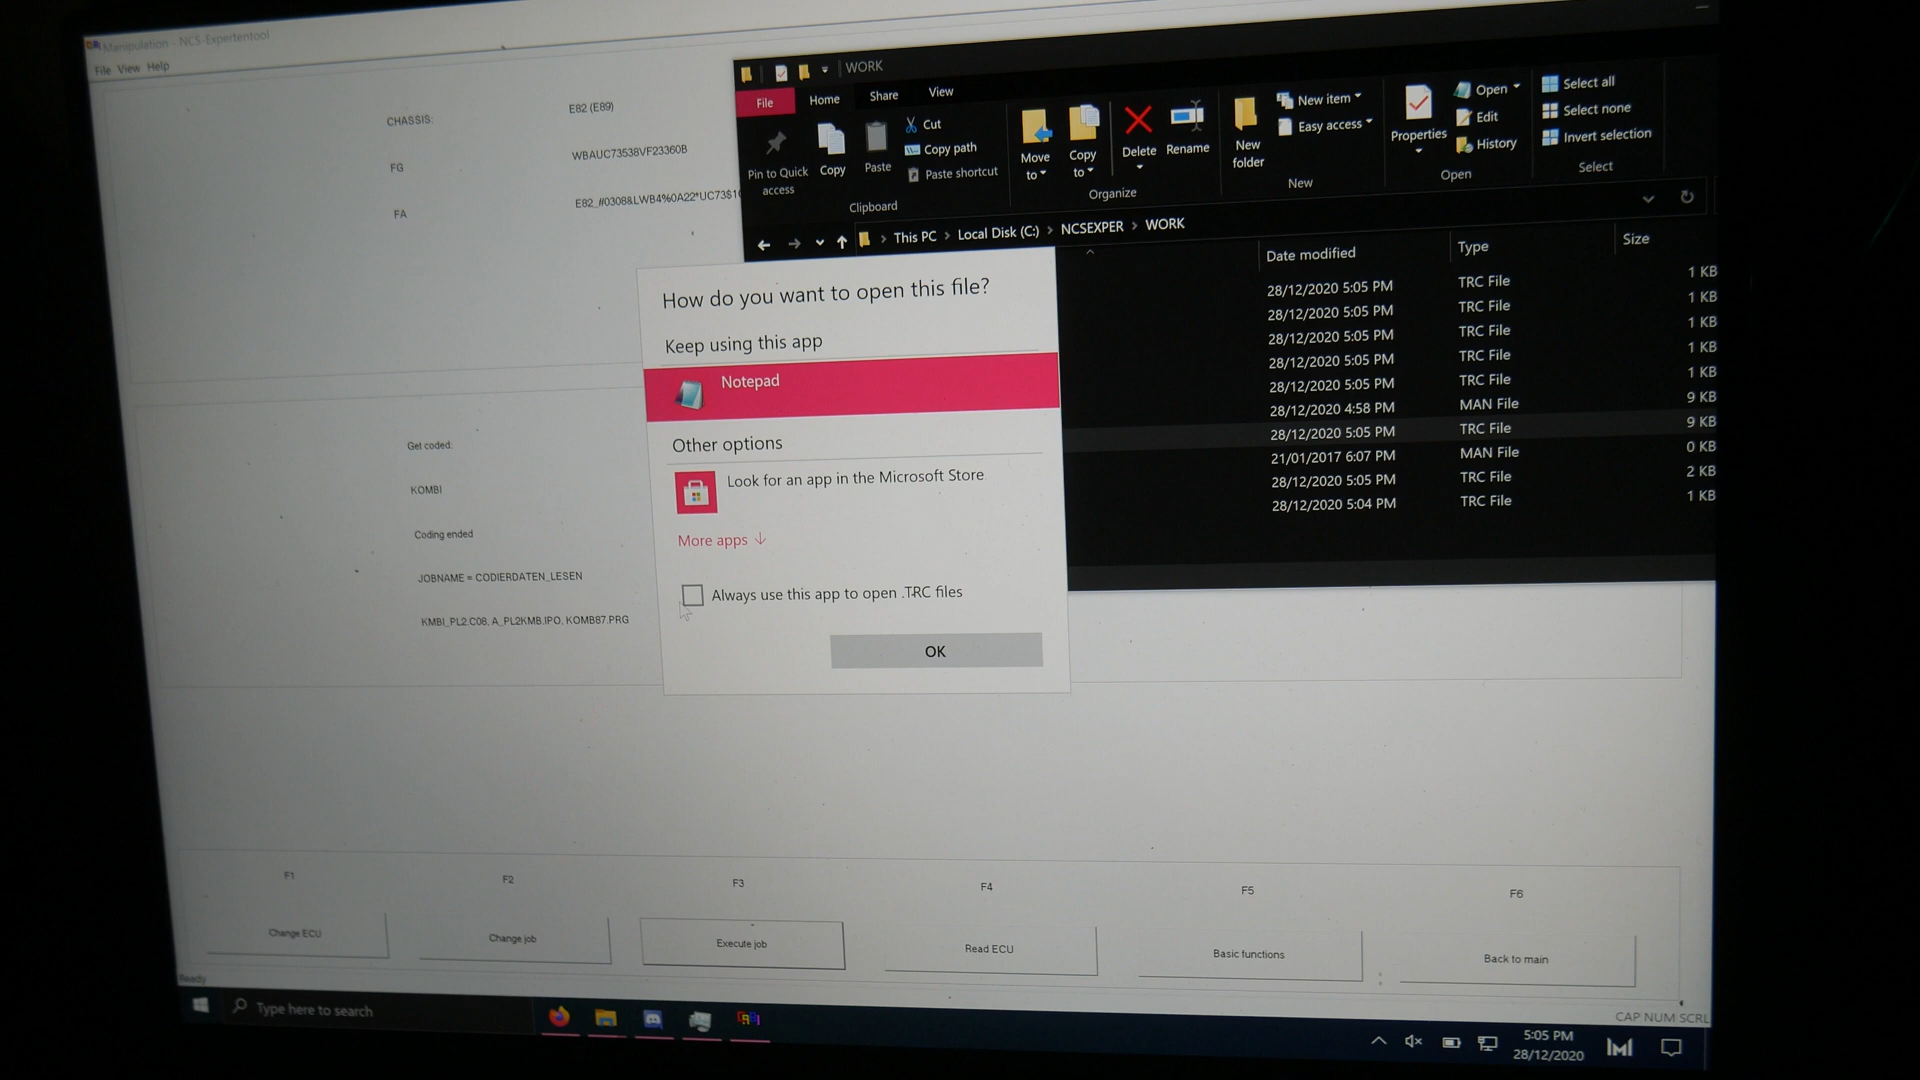 Manipulation - NCS-Expertentool
File View Help
CHASSIS:
E82 (E89)
FG
WBAUC73538VF23360B
FA
E82_#0308&LWB4%0A22*UC73$1
Get coded:
KOMBI
Coding ended
JOBNAME = CODIERDATEN_LESEN
KMBI_PL2.C08, A_PL2KMB.IPO, KOMB87.PRG
WORK
File
Home
Share
View
Pin to Quick access
Copy
Paste
Cut
Copy path
Paste shortcut
Clipboard
Move to
Copy to
Delete
Rename
Organize
New folder
New item
Easy access
New
Properties
Open
Edit
History
Open
Select all
Select none
Invert selection
Select
This PC > Local Disk (C:) > NCSEXPER > WORK
Date modified
Type
Size
28/12/2020 5:05 PM TRC File 1 KB
28/12/2020 5:05 PM TRC File 1 KB
28/12/2020 5:05 PM TRC File 1 KB
28/12/2020 5:05 PM TRC File 1 KB
28/12/2020 5:05 PM TRC File 1 KB
28/12/2020 4:58 PM MAN File 9 KB
28/12/2020 5:05 PM TRC File 9 KB
21/01/2017 6:07 PM MAN File 0 KB
28/12/2020 5:05 PM TRC File 2 KB
28/12/2020 5:04 PM TRC File 1 KB
How do you want to open this file?
Keep using this app
Notepad
Other options
Look for an app in the Microsoft Store
More apps
Always use this app to open .TRC files
OK
F1
F2
F3
F4
F5
F6
Change ECU
Change job
Execute job
Read ECU
Basic functions
Back to main
Ready
CAP NUM SCRL
Type here to search
5:05 PM
28/12/2020